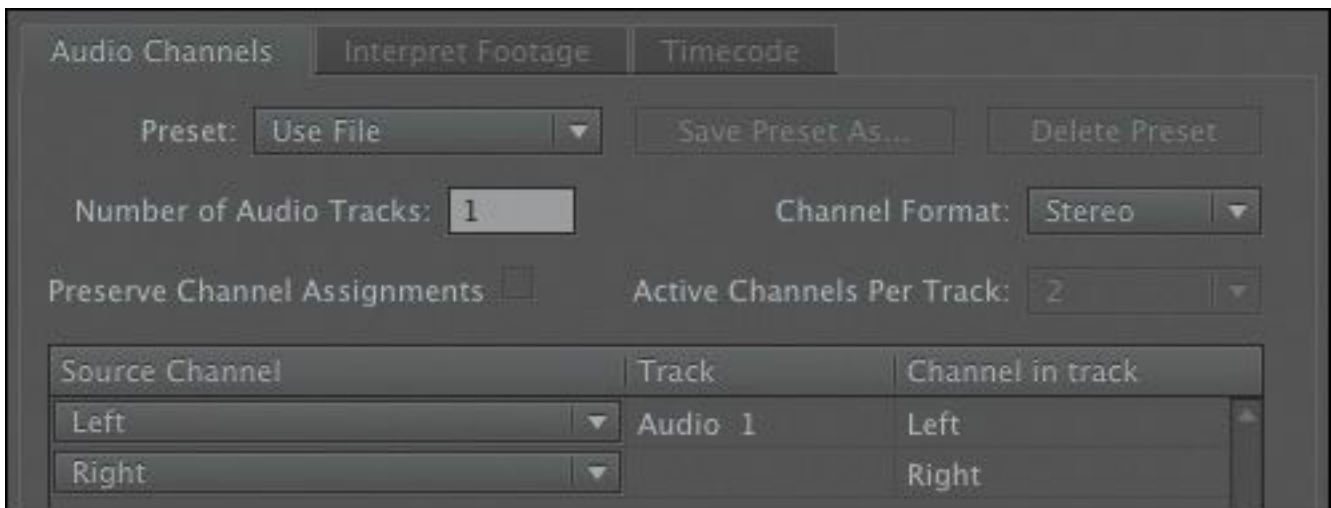 Audio Channels Interpret Footage Timecode
Preset: Use File Save Preset As... Delete Preset
Number of Audio Tracks: 1 Channel Format: Stereo
Preserve Channel Assignments Active Channels Per Track: 2
Source Channel Track Channel in track
Left Audio 1 Left
Right Right